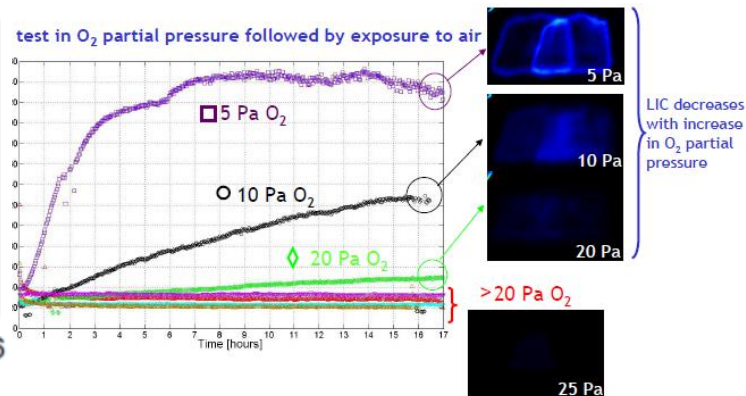 test in O₂ partial pressure followed by exposure to air
5 Pa O₂
10 Pa O₂
20 Pa O₂
>20 Pa O₂
0 1 2 3 4 5 6 7 8 9 10 11 12 13 14 15 16 17
Time [hours]
5 Pa
10 Pa
20 Pa
25 Pa
LIC decreases
with increase
in O₂ partial
pressure